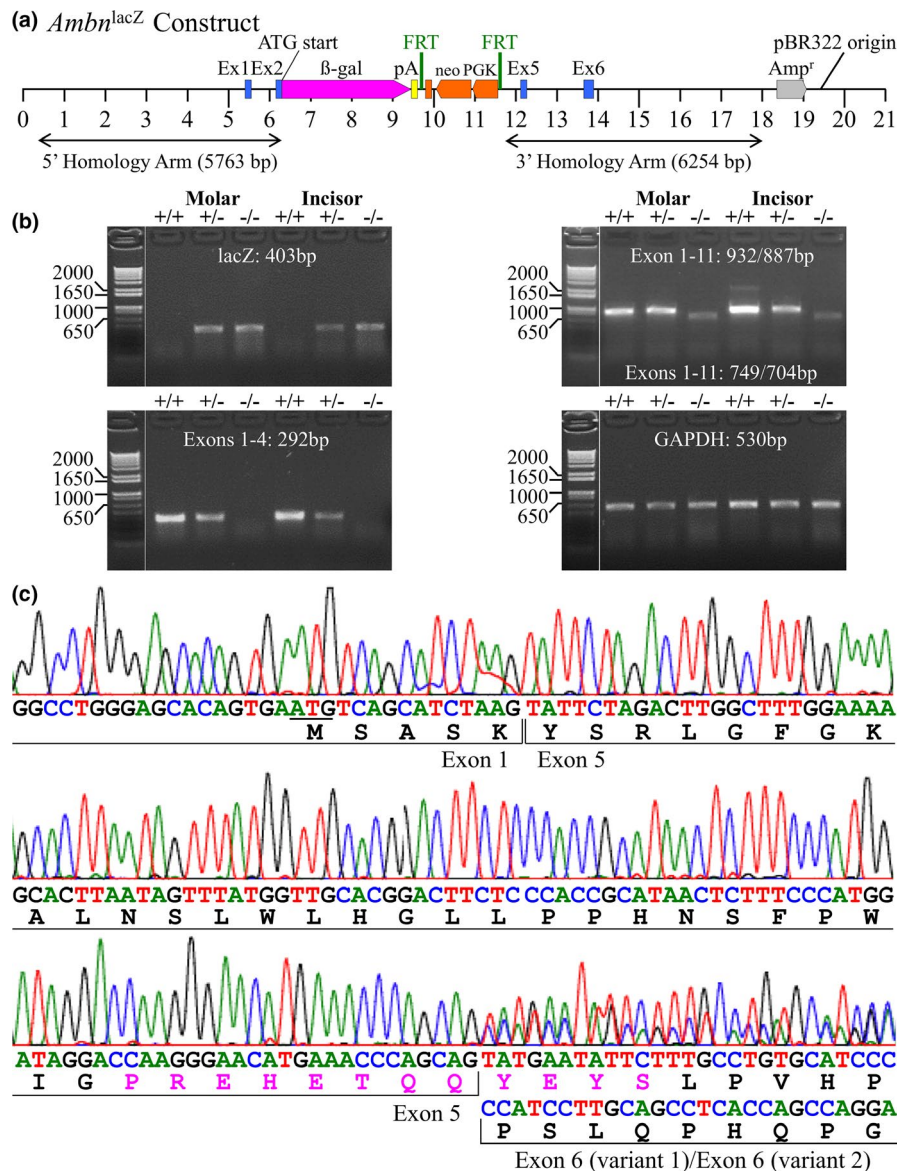 (a) Ambn^lacZ Construct
ATG start
FRT
FRT
pBR322 origin
Ex1 Ex2
ß-gal
pA
neo PGK
Ex5
Ex6
Amp^r
0 1 2 3 4 5 6 7 8 9 10 11 12 13 14 15 16 17 18 19 20 21
5' Homology Arm (5763 bp)
3' Homology Arm (6254 bp)
(b)
Molar Incisor
+/+ +/- -/- +/+ +/- -/-
lacZ: 403bp
2000
1650
1000
650
Molar Incisor
+/+ +/- -/- +/+ +/- -/-
Exon 1-11: 932/887bp
2000
1650
1000
650
Exons 1-11: 749/704bp
+/+ +/- -/- +/+ +/- -/-
Exons 1-4: 292bp
2000
1650
1000
650
+/+ +/- -/- +/+ +/- -/-
GAPDH: 530bp
2000
1650
1000
650
(c)
GGCCTGGGAGCACAGTGAATGTCAGCATCTAAGTATTCTAGACTTGGCTTTGGAAAA
M S A S K Y S R L G F G K
Exon 1 Exon 5
GCACTTAATAGTTTATGGTTGCACGGACTTCTCCCACCGCATAACTCTTTCCCATGG
A L N S L W L H G L L P P H N S F P W
ATAGGACCAAGGGAACATGAAACCCAGCAGTATGAATATTCTTTGCCTGTGCATCCC
I G P R E H E T Q Q Y E Y S L P V H P
Exon 5
CCATCCTTGCAGCCTCACCAGCCAGGA
P S L Q P H Q P G
Exon 6 (variant 1)/Exon 6 (variant 2)